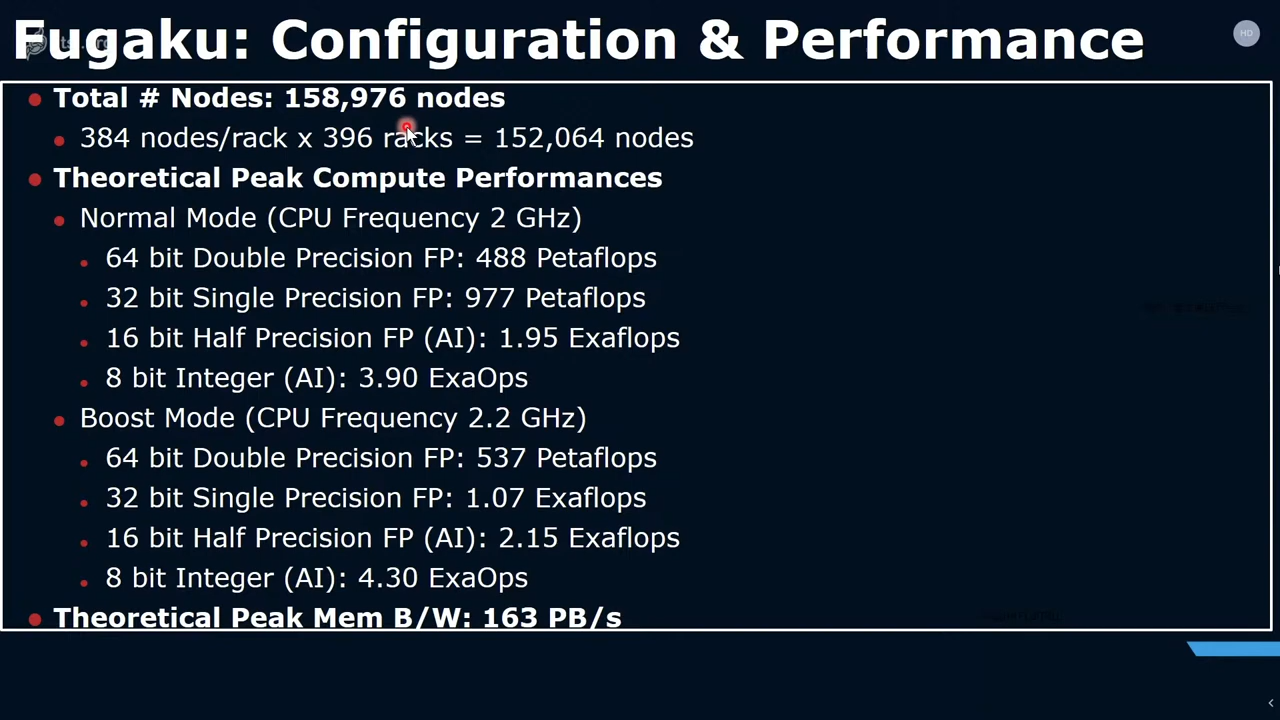 Fugaku: Configuration & Performance
HD
Total # Nodes: 158,976 nodes
384 nodes/rack x 396 racks = 152,064 nodes
Theoretical Peak Compute Performances
Normal Mode (CPU Frequency 2 GHz)
64 bit Double Precision FP: 488 Petaflops
32 bit Single Precision FP: 977 Petaflops
16 bit Half Precision FP (AI): 1.95 Exaflops
8 bit Integer (AI): 3.90 ExaOps
Boost Mode (CPU Frequency 2.2 GHz)
64 bit Double Precision FP: 537 Petaflops
32 bit Single Precision FP: 1.07 Exaflops
16 bit Half Precision FP (AI): 2.15 Exaflops
8 bit Integer (AI): 4.30 ExaOps
Theoretical Peak Mem B/W: 163 PB/s